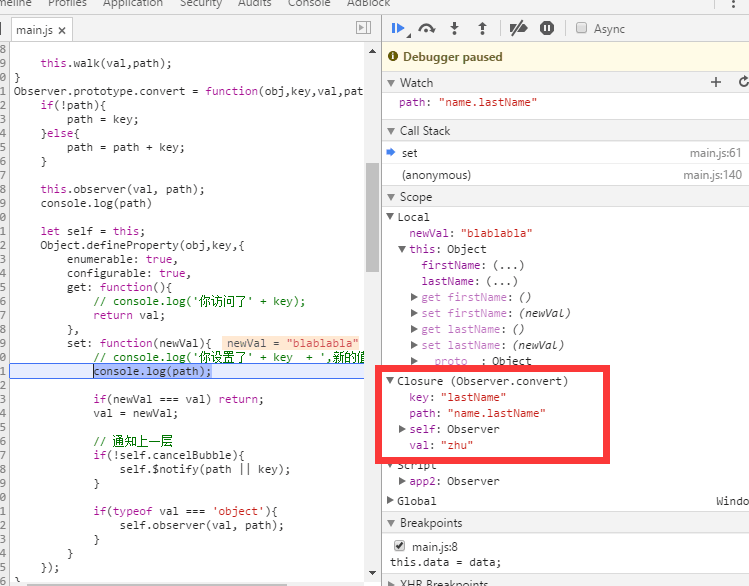 meline Profiles Application Security Audits Console AdBlock
main.js ×
this.walk(val,path);
}
Observer.prototype.convert = function(obj,key,val,pat
if(!path){
path = key;
}else{
path = path + key;
}
this.observer(val, path);
console.log(path)
let self = this;
Object.defineProperty(obj,key,{
enumerable: true,
configurable: true,
get: function(){
// console.log('你访问了' + key);
return val;
},
set: function(newVal){ newVal = "blablabla"
// console.log('你设置了' + key + ',新的值
console.log(path);
if(newVal === val) return;
val = newVal;
// 通知上一层
if(!self.cancelBubble){
self.$notify(path || key);
}
if(typeof val === 'object'){
self.observer(val, path);
}
}
});
}
Async
Debugger paused
Watch
path: "name.lastName"
Call Stack
set main.js:61
(anonymous) main.js:140
Scope
Local
newVal: "blablabla"
this: Object
firstName: (...)
lastName: (...)
get firstName: ()
set firstName: (newVal)
get lastName: ()
set lastName: (newVal)
__proto__: Object
Closure (Observer.convert)
key: "lastName"
path: "name.lastName"
self: Observer
val: "zhu"
Script
app2: Observer
Global Windo
Breakpoints
main.js:8
this.data = data;
XHR Breakpoints